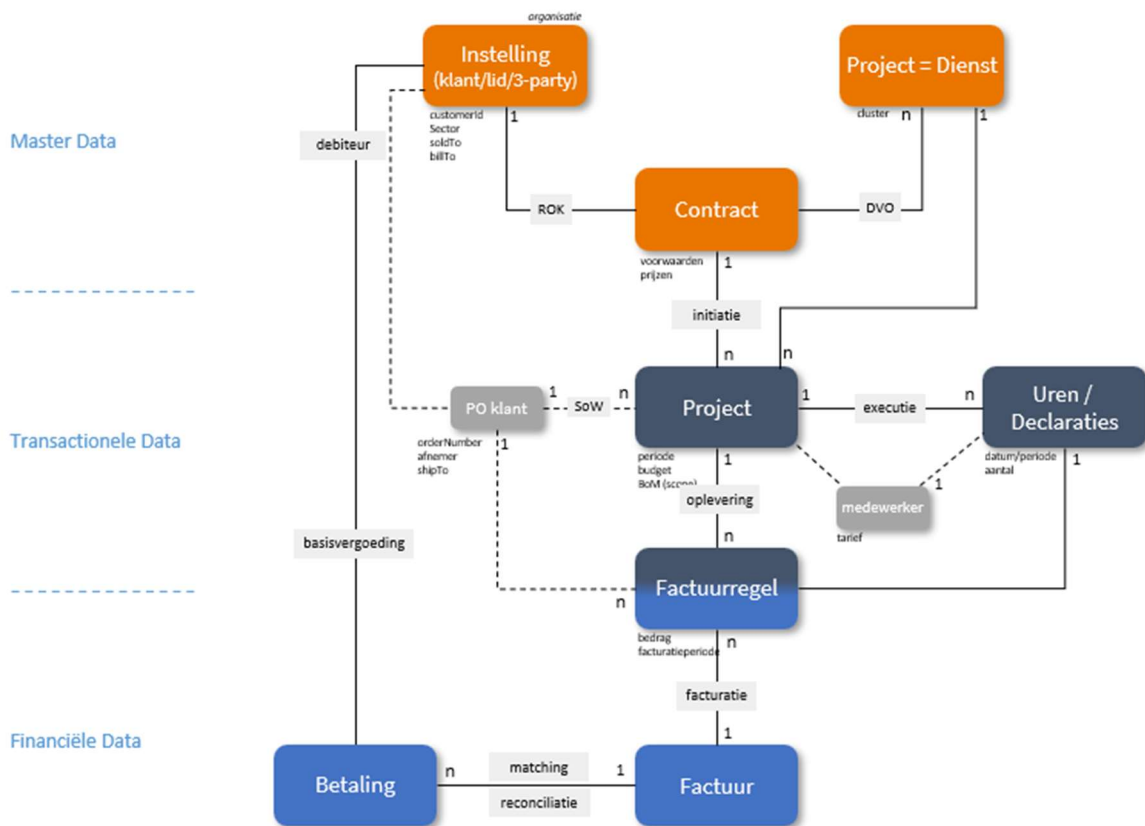 organisatie
Instelling
(klant/lid/3-party)
Project = Dienst
customerId
Sector
soldTo
billTo
1
cluster
n
1
Master Data
debiteur
ROK
Contract
DVO
voorwaarden
prijzen
1
initiatie
n
n
PO klant
1
SoW
n
Project
1
executie
n
Uren /
Declaraties
Transactionele Data
orderNumber
afnemer
shipTo
1
periode
budget
BoM (scope)
1
datum/periode
aantal
1
oplevering
medewerker
1
tarief
basisvergoeding
n
Factuurregel
n
bedrag
facturatieperiode
n
facturatie
Financiële Data
1
Betaling
n
matching
reconciliatie
1
Factuur